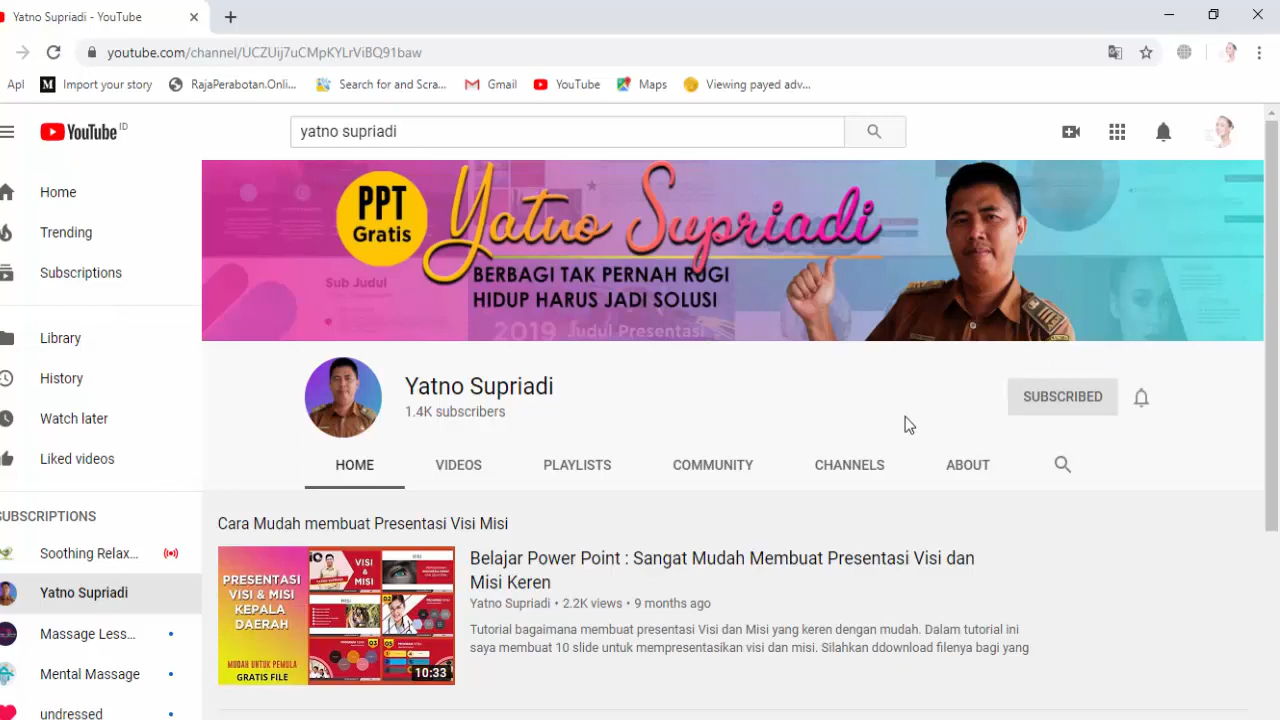 Yatno Supriadi - YouTube
youtube.com/channel/UCZUij7uCMpKYLrViBQ91baw
Apl
Import your story
RajaPerabotan.Onli...
Search for and Scra...
Gmail
YouTube
Maps
Viewing payed adv...
YouTube ID
yatno supriadi
Home
Trending
Subscriptions
Library
History
Watch later
Liked videos
SUBSCRIPTIONS
Soothing Relax...
Yatno Supriadi
Massage Less...
Mental Massage
undressed
PPT
Gratis
Yatno Supriadi
BERBAGI TAK PERNAH RUGI
HIDUP HARUS JADI SOLUSI
Sub Judul
2019 Judul Presentasi
Yatno Supriadi
1.4K subscribers
SUBSCRIBED
HOME
VIDEOS
PLAYLISTS
COMMUNITY
CHANNELS
ABOUT
Cara Mudah membuat Presentasi Visi Misi
PRESENTASI
VISI & MISI
KEPALA
DAERAH
MUDAH UNTUK PEMULA
GRATIS FILE
VISI &
MISI
10:33
Belajar Power Point : Sangat Mudah Membuat Presentasi Visi dan
Misi Keren
Yatno Supriadi • 2.2K views • 9 months ago
Tutorial bagaimana membuat presentasi Visi dan Misi yang keren dengan mudah. Dalam tutorial ini
saya membuat 10 slide untuk mempresentasikan visi dan misi. Silahkan ddownload filenya bagi yang